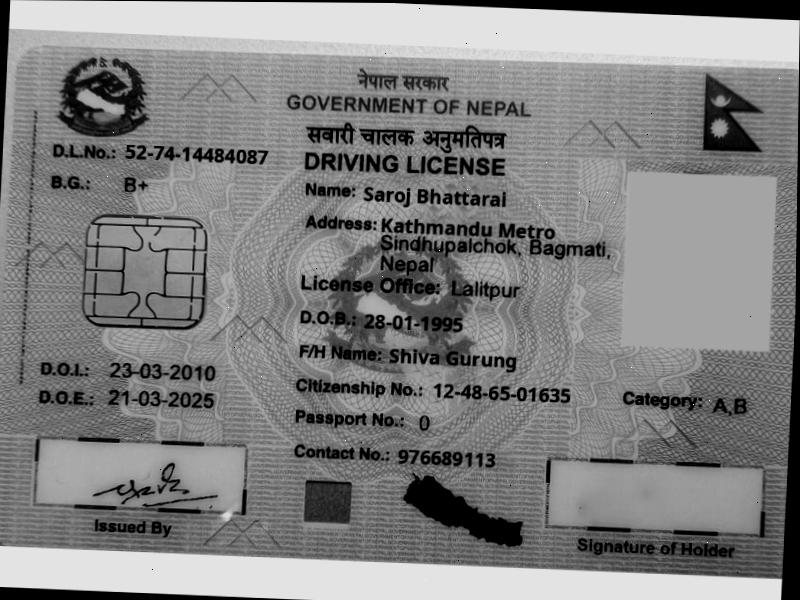 नेपाल सरकार
GOVERNMENT OF NEPAL
सवारी चालक अनुमतिपत्र
DRIVING LICENSE
D.L.No.: 52-74-14484087
B.G.: B+
Name: Saroj Bhattarai
Address: Kathmandu Metro
Sindhupalchok, Bagmati,
Nepal
License Office: Lalitpur
D.O.B.: 28-01-1995
F/H Name: Shiva Gurung
D.O.I.: 23-03-2010
D.O.E.: 21-03-2025
Citizenship No.: 12-48-65-01635
Category: A,B
Passport No.: 0
Contact No.: 976689113
Issued By
Signature of Holder